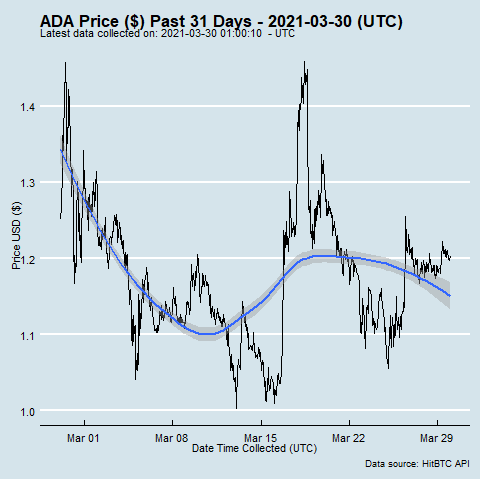 ADA Price ($) Past 31 Days - 2021-03-30 (UTC)
Latest data collected on: 2021-03-30 01:00:10  - UTC
Price USD ($)
1.4
1.3
1.2
1.1
1.0
Mar 01 Mar 08 Mar 15 Mar 22 Mar 29
Date Time Collected (UTC)
Data source: HitBTC API